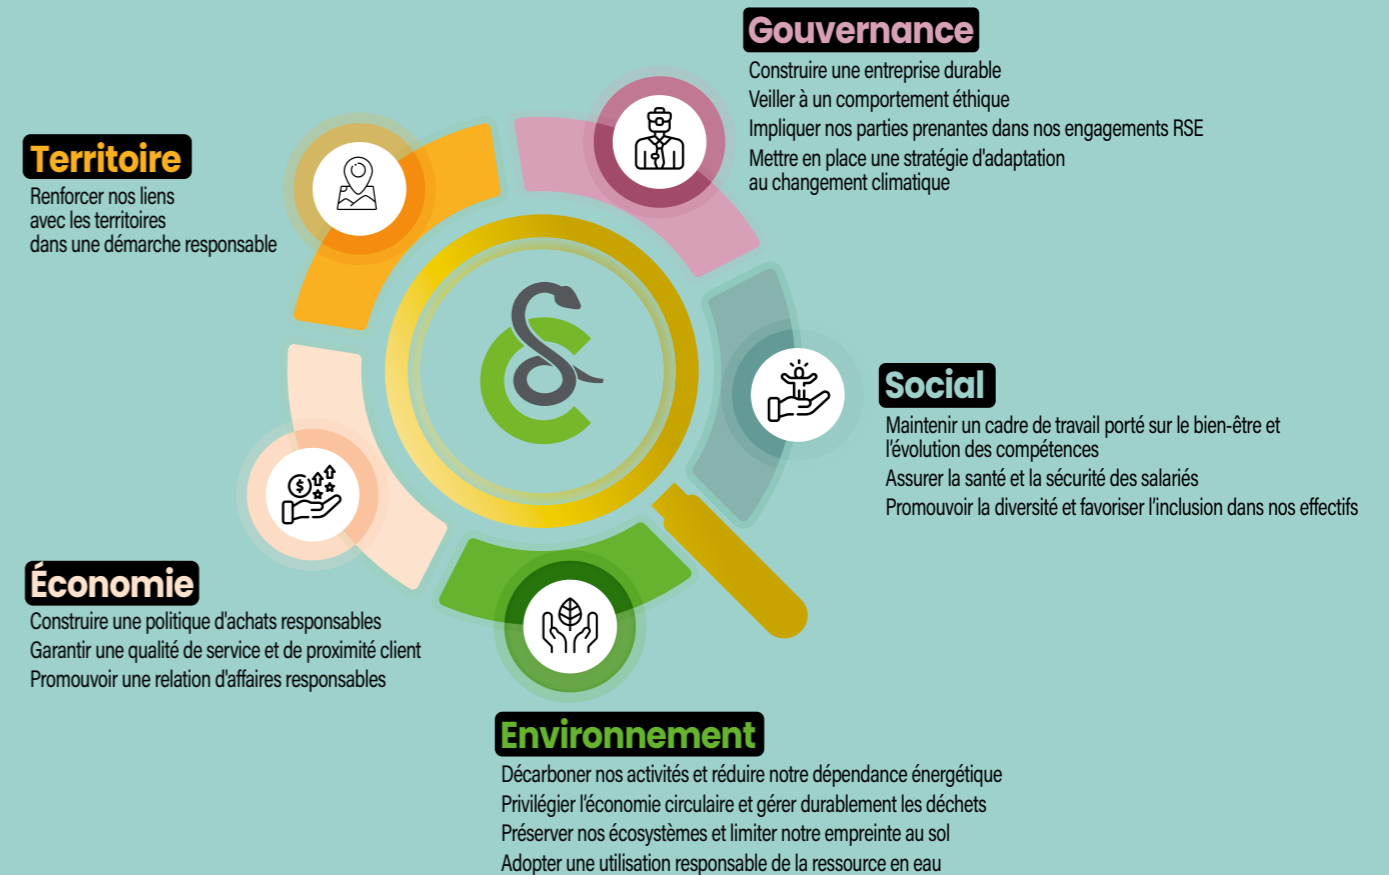 Gouvernance
Construire une entreprise durable
Veiller à un comportement éthique
Impliquer nos parties prenantes dans nos engagements RSE
Mettre en place une stratégie d'adaptation
au changement climatique
Territoire
Renforcer nos liens
avec les territoires
dans une démarche responsable
Social
Maintenir un cadre de travail porté sur le bien-être et
l'évolution des compétences
Assurer la santé et la sécurité des salariés
Promouvoir la diversité et favoriser l'inclusion dans nos effectifs
Économie
Construire une politique d'achats responsables
Garantir une qualité de service et de proximité client
Promouvoir une relation d'affaires responsables
Environnement
Décarboner nos activités et réduire notre dépendance énergétique
Privilégier l'économie circulaire et gérer durablement les déchets
Préserver nos écosystèmes et limiter notre empreinte au sol
Adopter une utilisation responsable de la ressource en eau